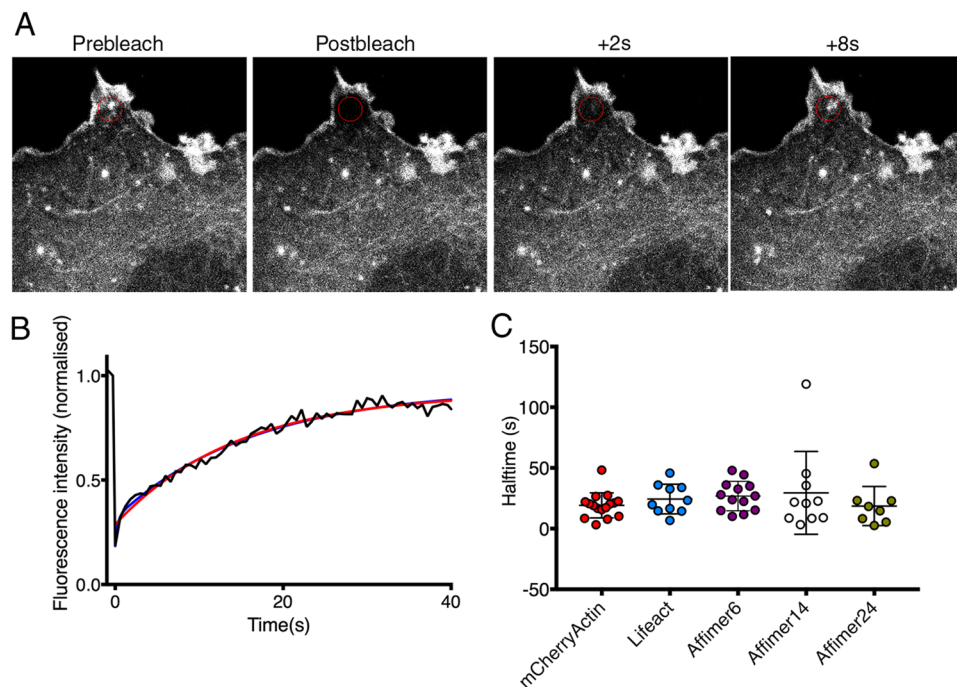 A
Prebleach
Postbleach
+2s
+8s
B
Fluorescence intensity (normalised)
1.0
0.5
0.0
0
20
40
Time(s)
C
Halftime (s)
150
100
50
0
-50
mCherryActin
Lifeact
Affimer6
Affimer14
Affimer24